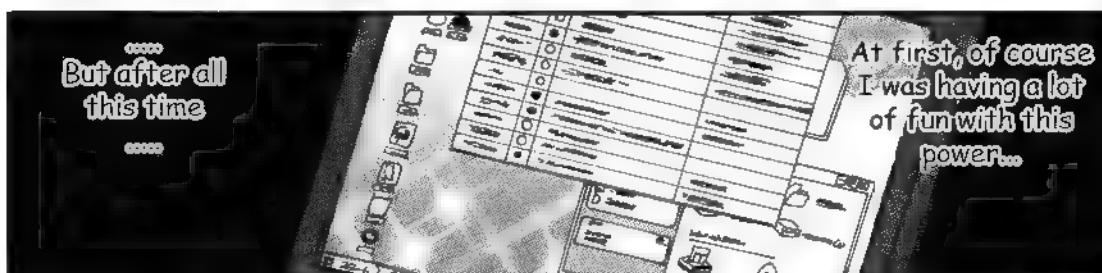 At first, of course
I was having a lot
of fun with this
power...
.....
But after all
this time
.....